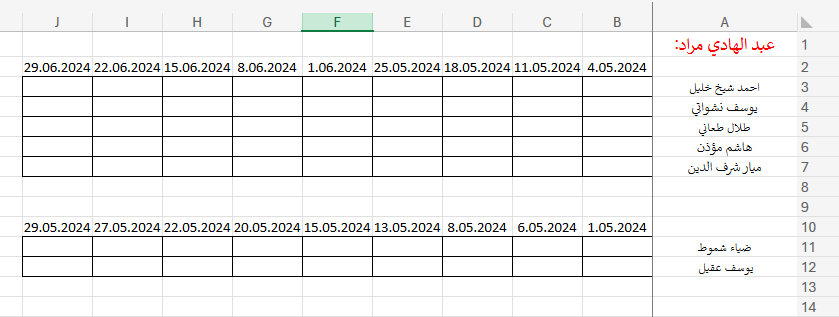 A B C D E F G H I J
1 عبد الهادي مراد:
2 4.05.2024 11.05.2024 18.05.2024 25.05.2024 1.06.2024 8.06.2024 15.06.2024 22.06.2024 29.06.2024
3 احمد شيخ خليل
4 يوسف نشواتي
5 طلال طعاني
6 هاشم مؤذن
7 ميار شرف الدين
8
9
10 1.05.2024 6.05.2024 8.05.2024 13.05.2024 15.05.2024 20.05.2024 22.05.2024 27.05.2024 29.05.2024
11 ضياء شموط
12 يوسف عقيل
13
14